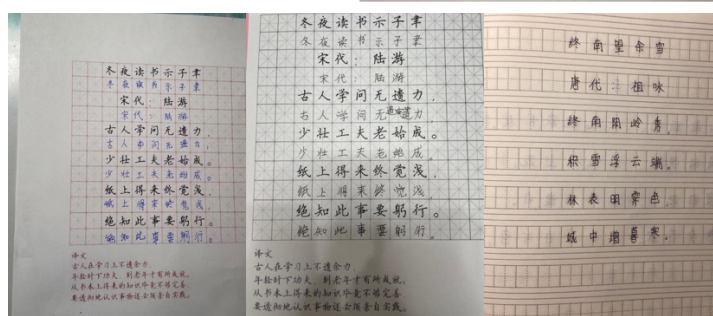 冬夜读书示子聿
冬夜读书示子聿
宋代：陆游
宋代：陆游
古人学问无遗力，
古人学问无遗力，
少壮工夫老始成。
少壮工夫老始成。
纸上得来终觉浅，
纸上得来终觉浅
绝知此事要躬行。
绝知此事要躬行。
译文
古人在学习上不遗余力，
年轻时下功夫，到老年才有所成就。
从书本上得来的知识毕竟不够完善，
要透彻地认识事物还必须亲自实践。
冬夜读书示子聿
冬夜读书示子聿
宋代：陆游
宋代：陆游
古人学问无遗力，
古人学问无遗力
少壮工夫老始成。
少壮工夫老始成。
纸上得来终觉浅，
纸上得来终觉浅
绝知此事要躬行。
绝知此事要躬行。
译文
古人在学习上不遗余力，
年轻时下功夫，到老年才有所成就。
从书本上得来的知识毕竟不够完善，
要透彻地认识事物还必须亲自实践。
终南望余雪
唐代：祖咏
终南阴岭秀，
积雪浮云端。
林表明霁色，
城中增暮寒。